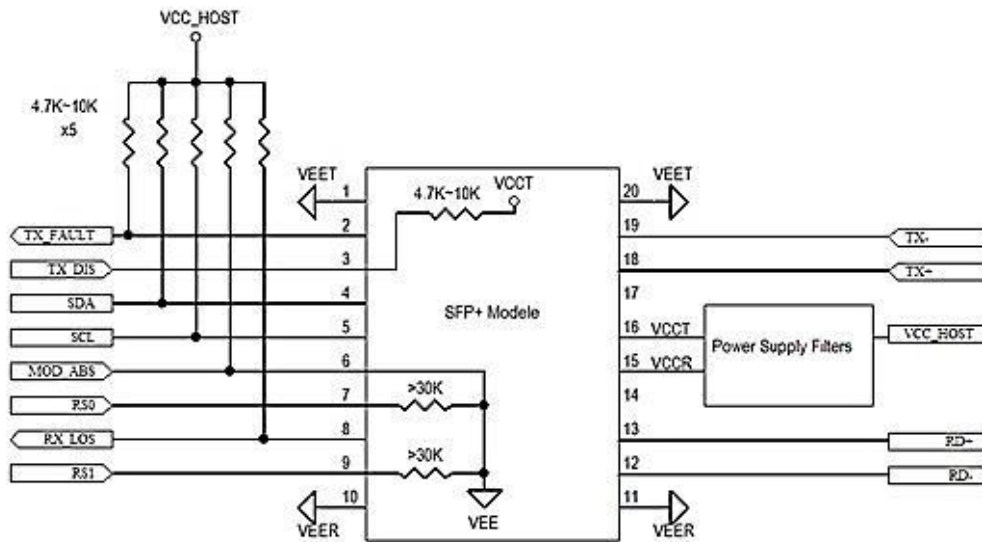 VCC_HOST
4.7K~10K
x5
VEET
1
2
3
4
5
6
7
8
9
10
VEER
TX_FAULT
TX_DIS
SDA
SCL
MOD_ABS
RS0
RX_LOS
RS1
4.7K~10K
VCCT
SFP+ Modele
>30K
>30K
VEE
20
19
18
17
16
15
14
13
12
11
VEET
VEER
VCCT
VCCR
Power Supply Filters
TX-
TX+
VCC_HOST
RD+
RD-